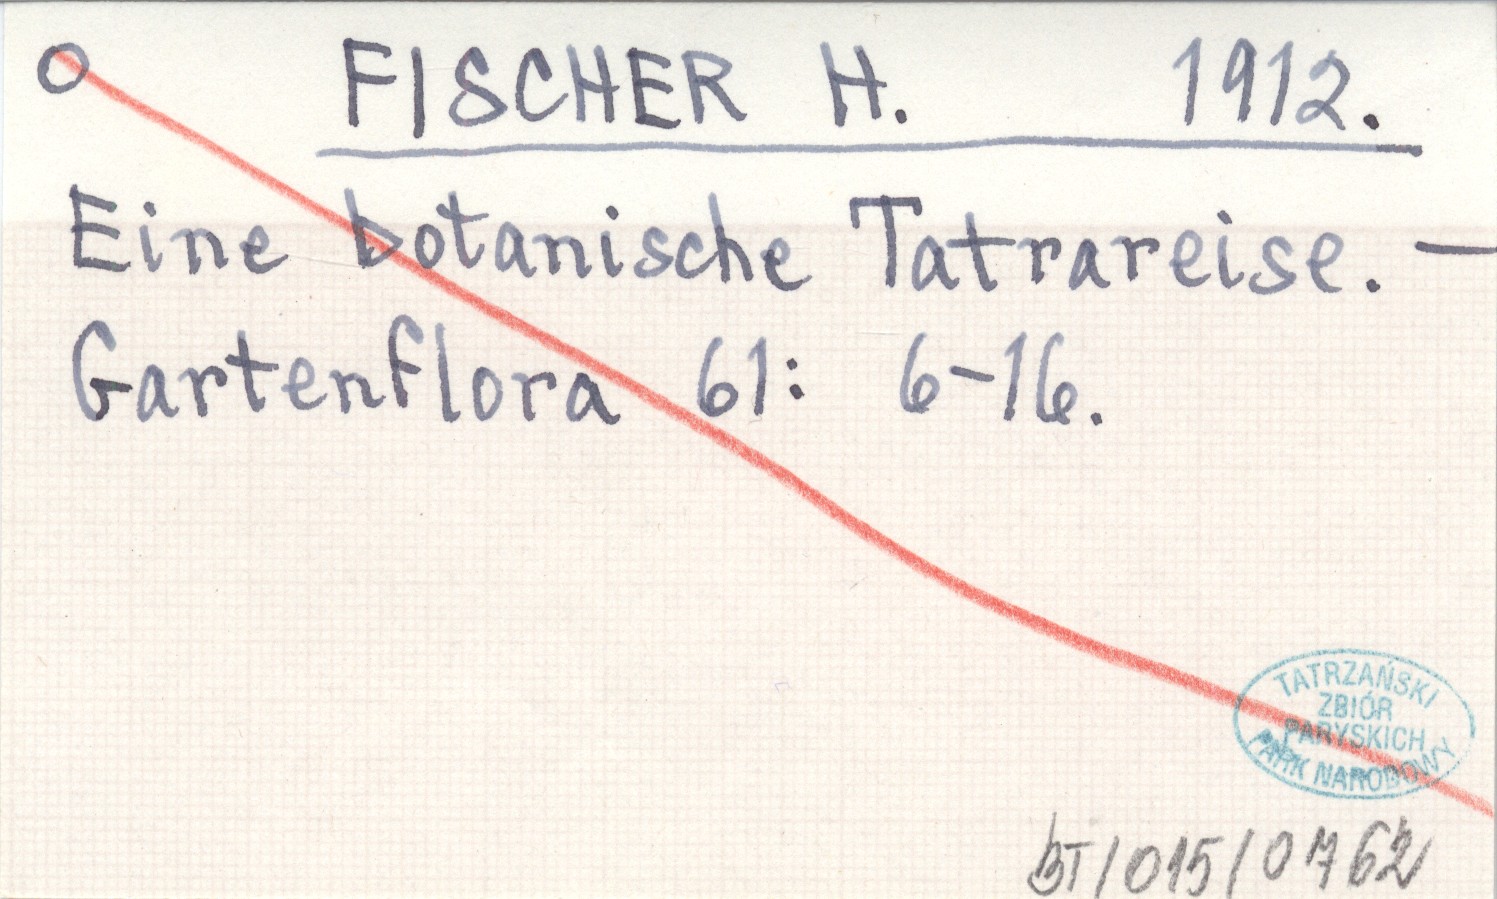 O FISCHER H. 1912.
Eine botanische Tatrareise. —
Gartenflora 61: 6-16.
TATRZAŃSKI
ZBIÓR
PARYSKICH
PARK NARODOWY
BT/015/0762